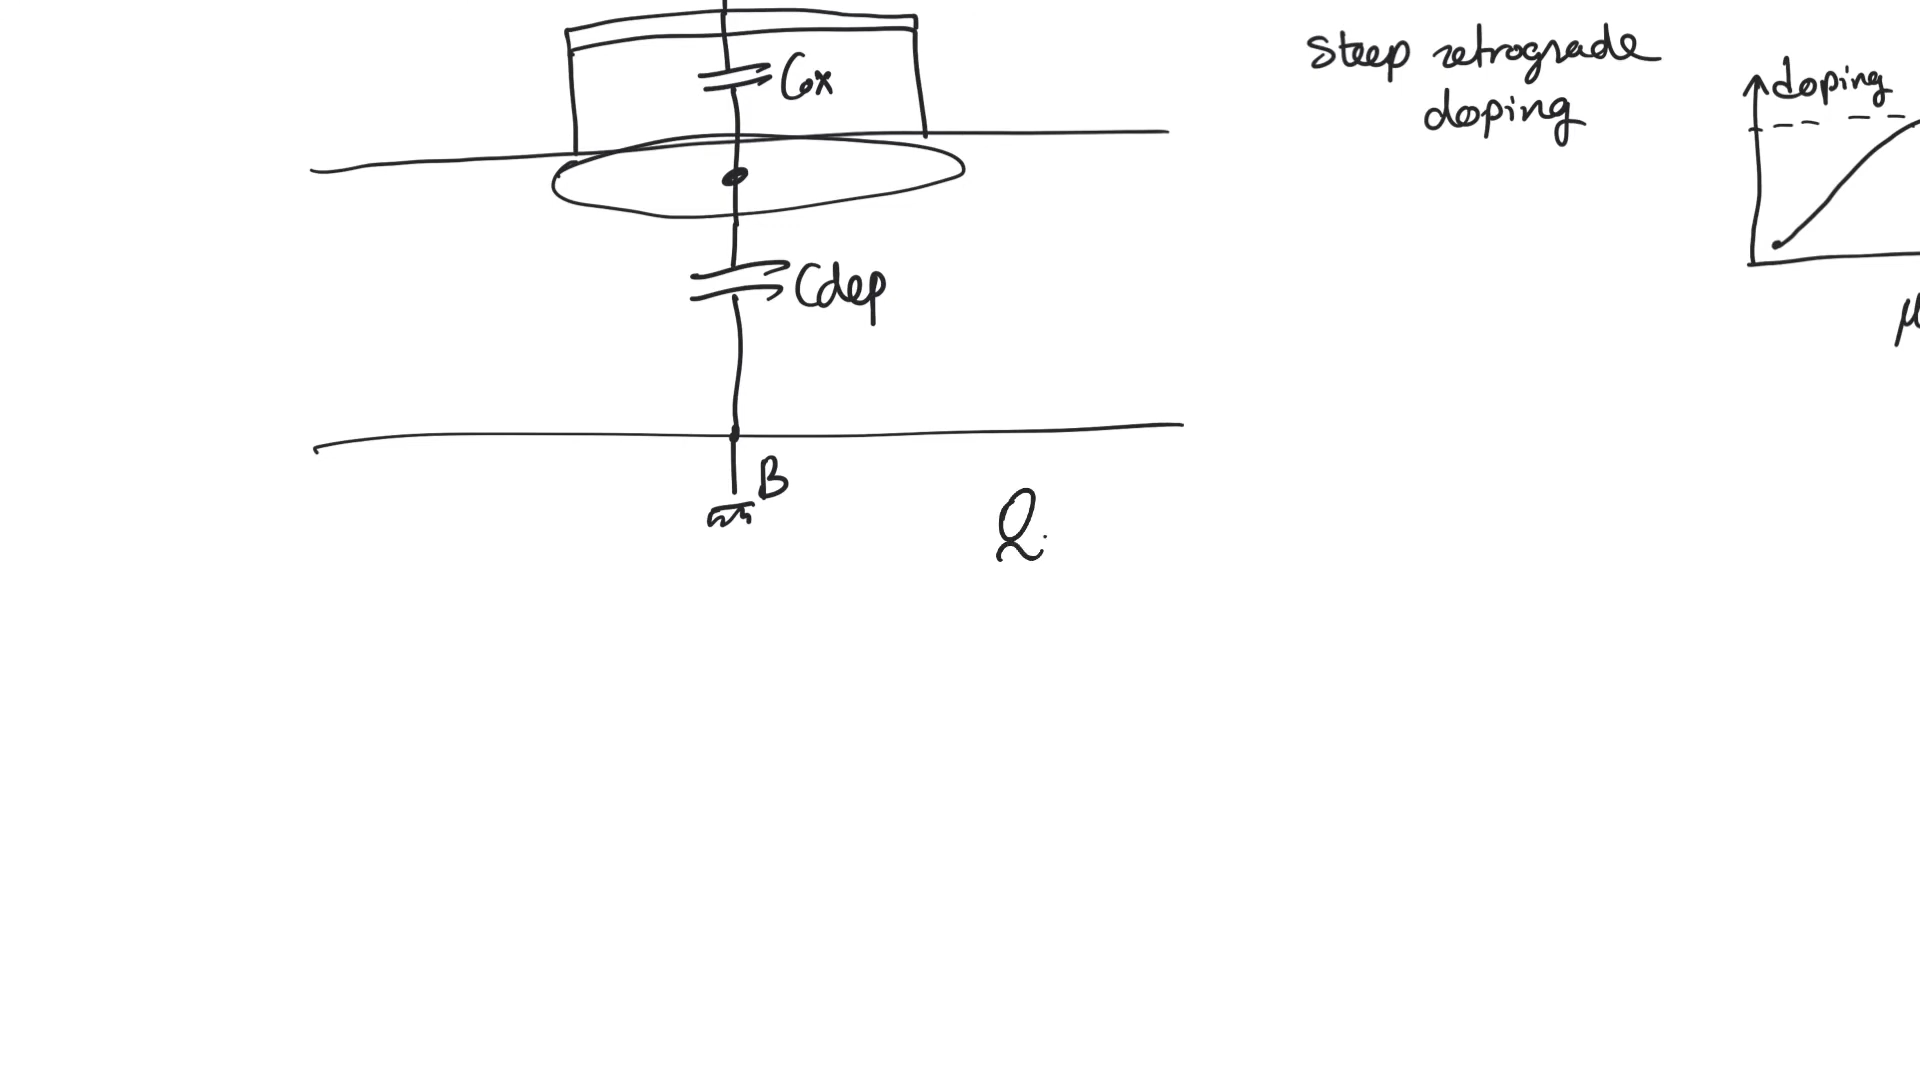 Cox
Steep retrograde
doping
doping
Cdep
μ
B
Q